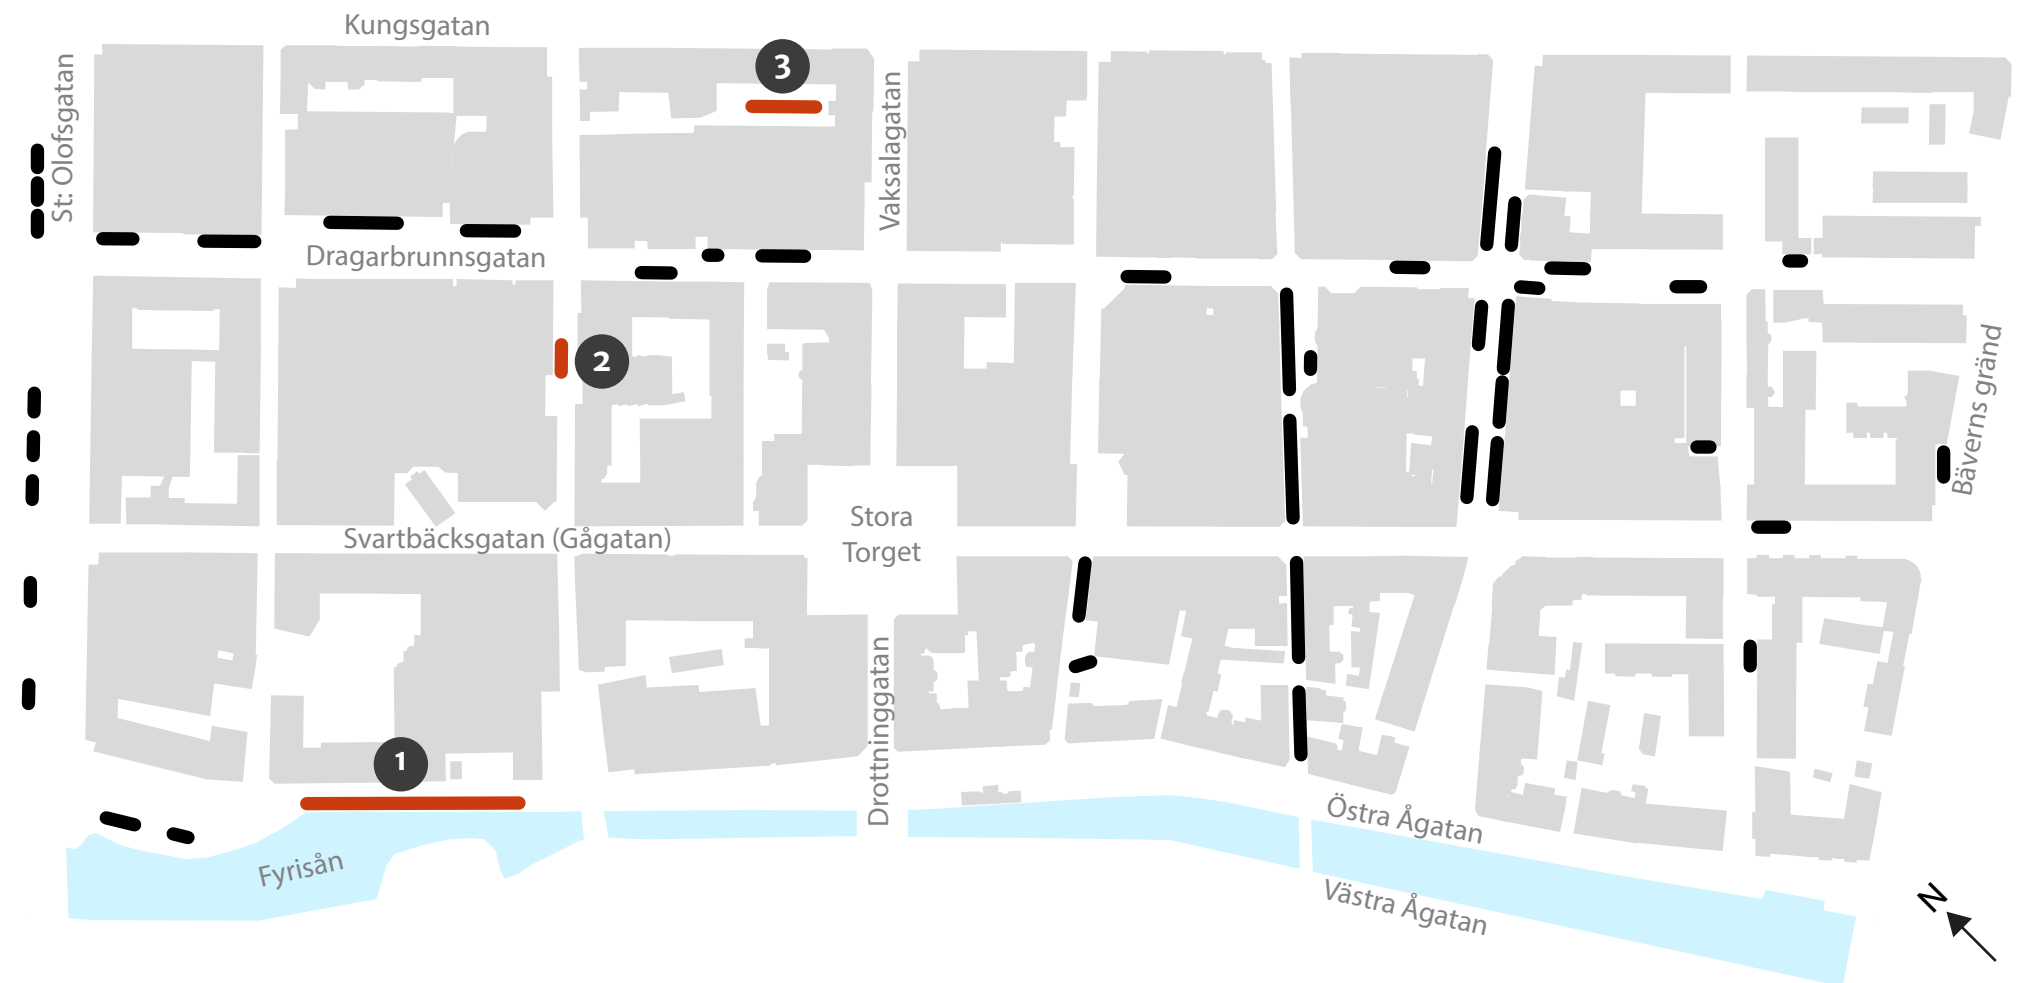 Kungsgatan
3
St: Olofsgatan
Vaksalagatan
Dragarbrunnsgatan
2
Bäverns gränd
Svartbäcksgatan (Gågatan)
Stora
Torget
Drottninggatan
1
Östra Ågatan
Fyrisån
Västra Ågatan
N